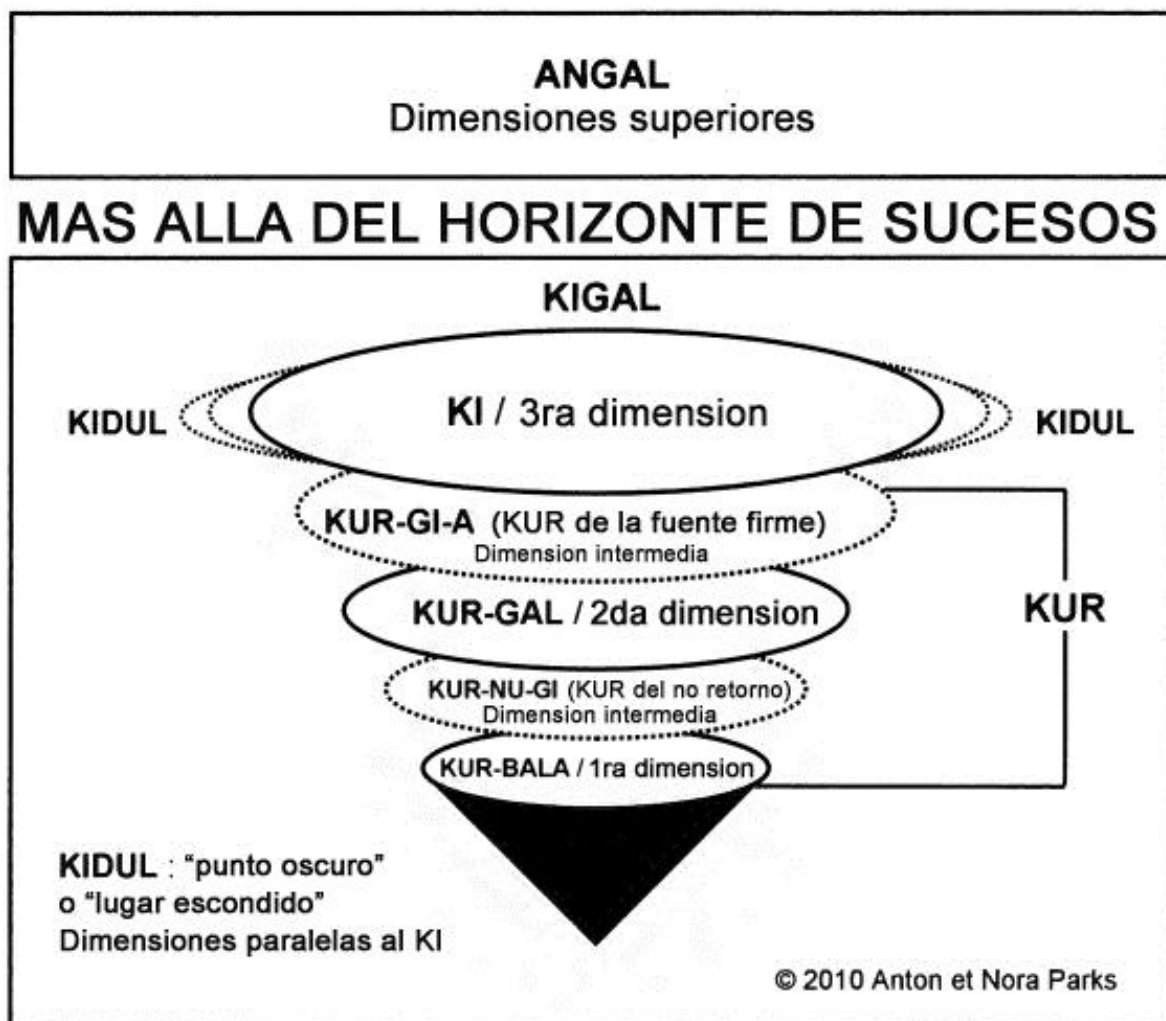 ANGAL
Dimensiones superiores
MAS ALLA DEL HORIZONTE DE SUCESOS
KIGAL
KI / 3ra dimension
KIDUL
KIDUL
KUR-GI-A (KUR de la fuente firme)
Dimension intermedia
KUR-GAL / 2da dimension
KUR
KUR-NU-GI (KUR del no retorno)
Dimension intermedia
KUR-BALA / 1ra dimension
KIDUL : “punto oscuro”
o “lugar escondido”
Dimensiones paralelas al KI
© 2010 Anton et Nora Parks